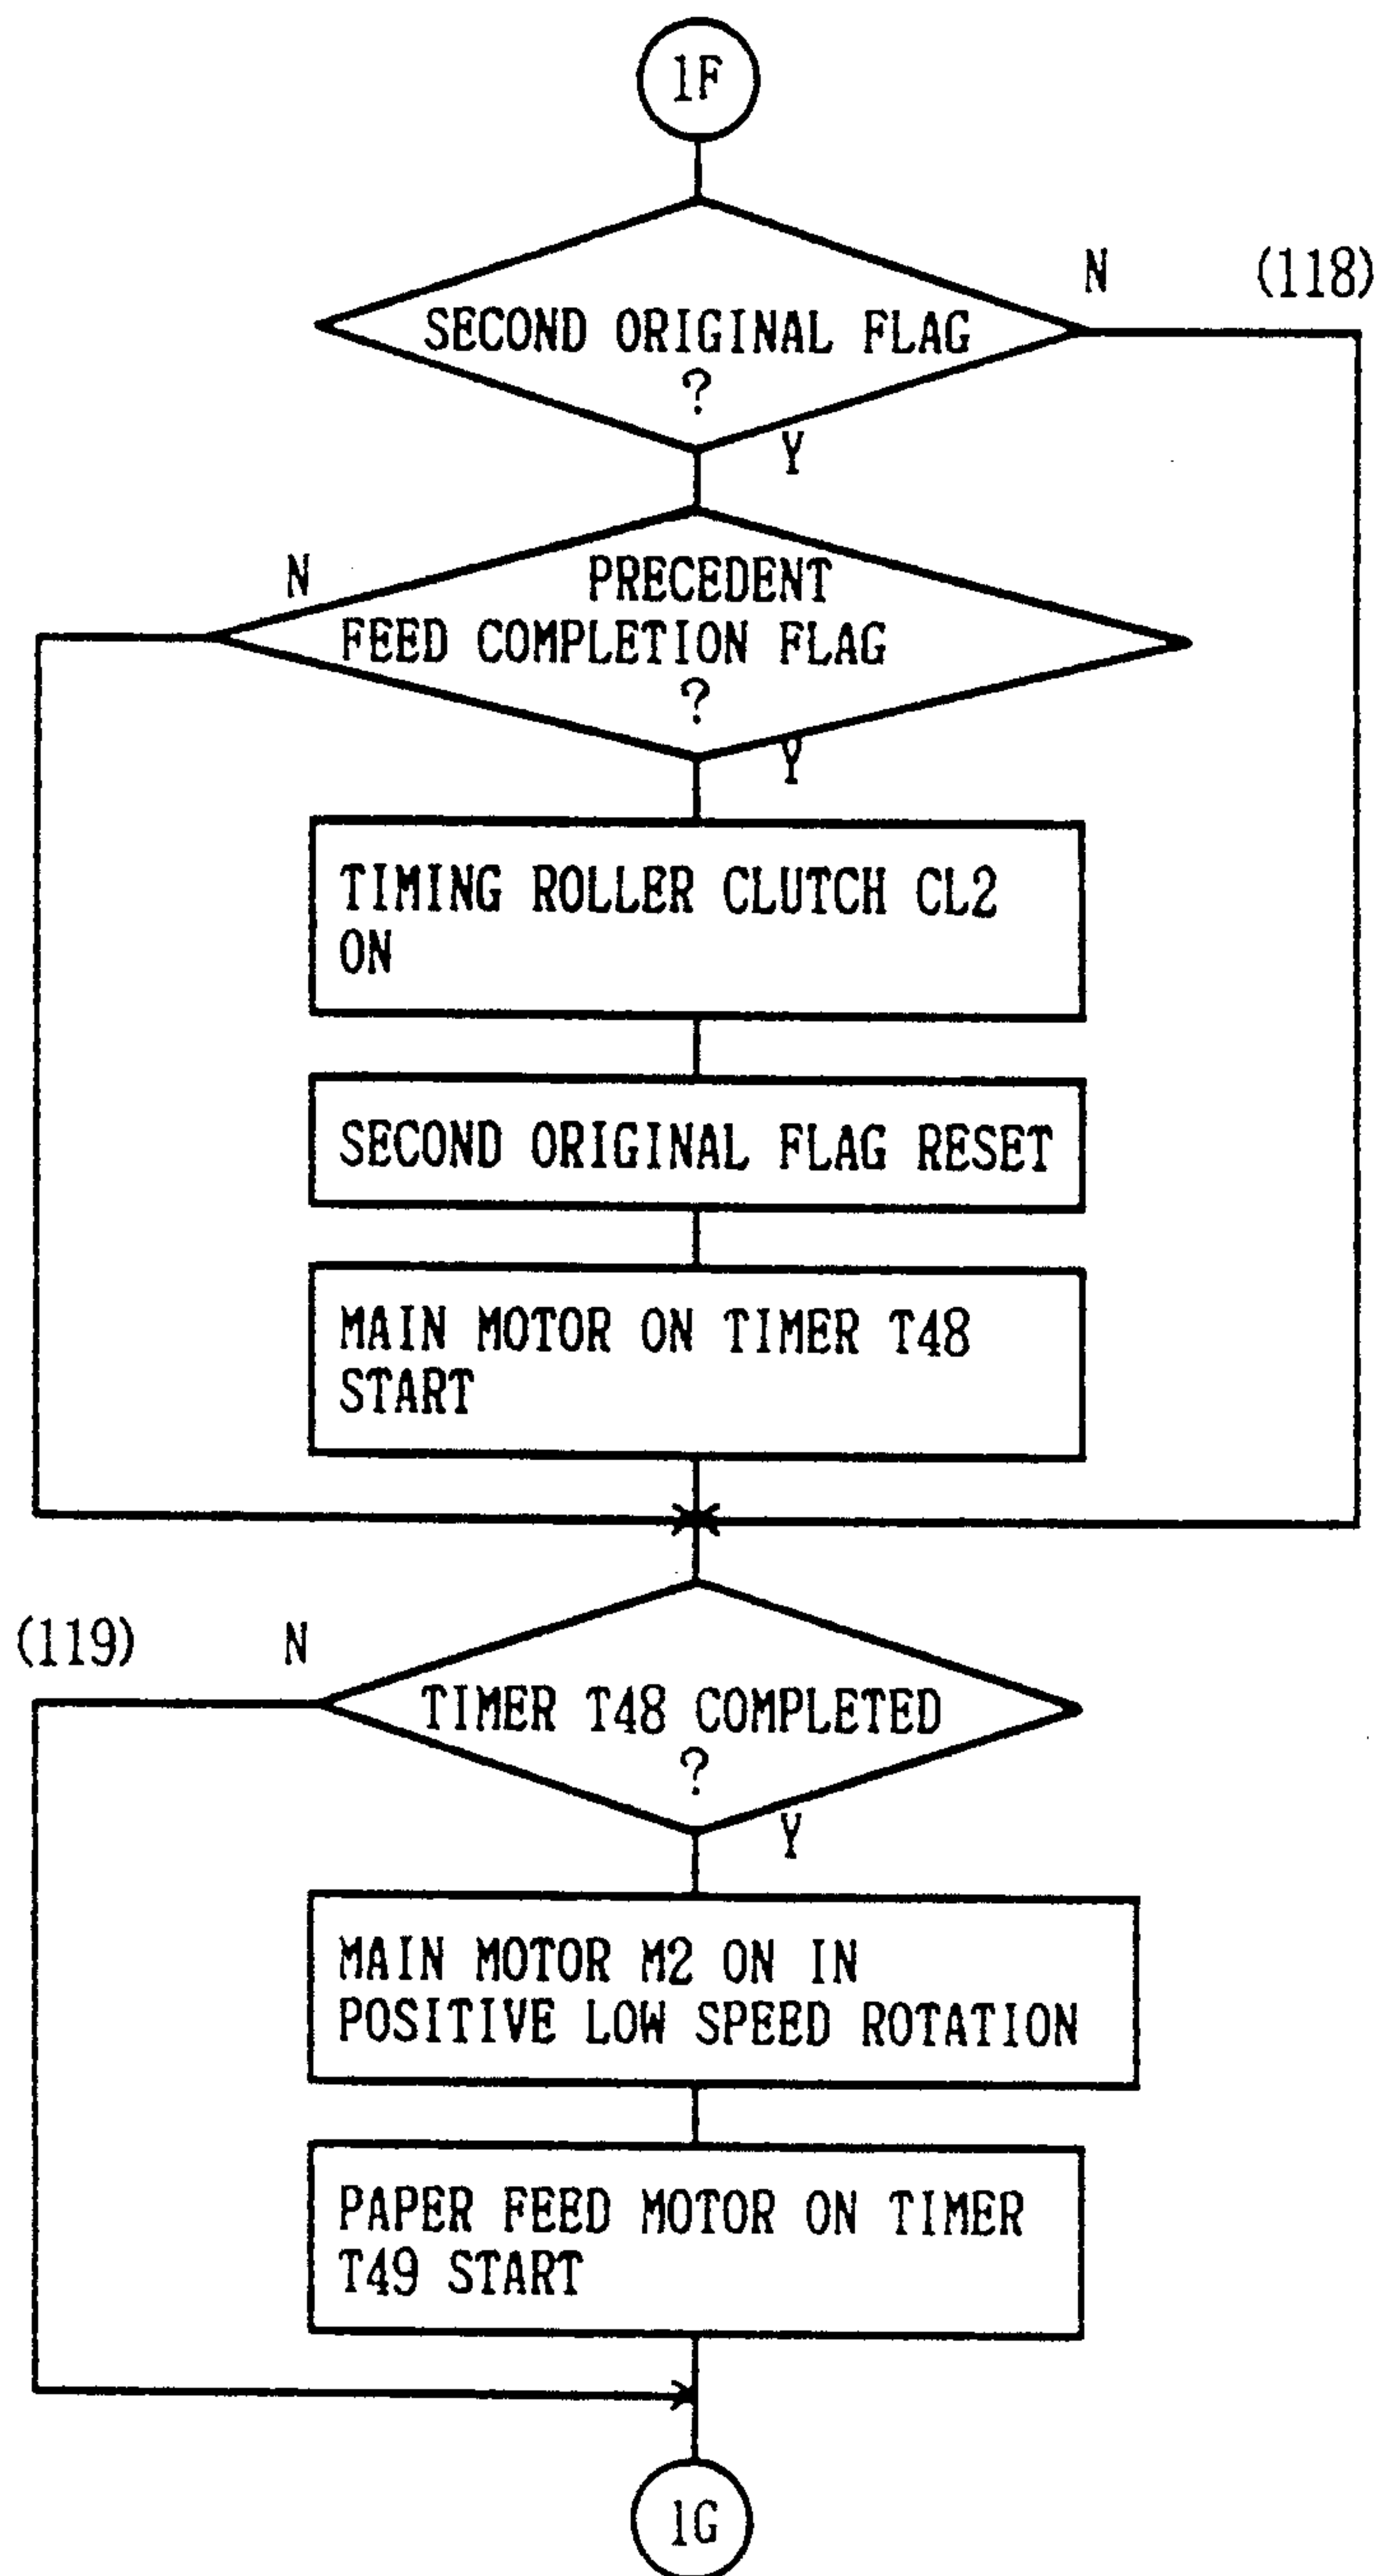 1F
N (118)
SECOND ORIGINAL FLAG
?
Y
N
PRECEDENT
FEED COMPLETION FLAG
?
Y
TIMING ROLLER CLUTCH CL2
ON
SECOND ORIGINAL FLAG RESET
MAIN MOTOR ON TIMER T48
START
(119) N
TIMER T48 COMPLETED
?
Y
MAIN MOTOR M2 ON IN
POSITIVE LOW SPEED ROTATION
PAPER FEED MOTOR ON TIMER
T49 START
1G